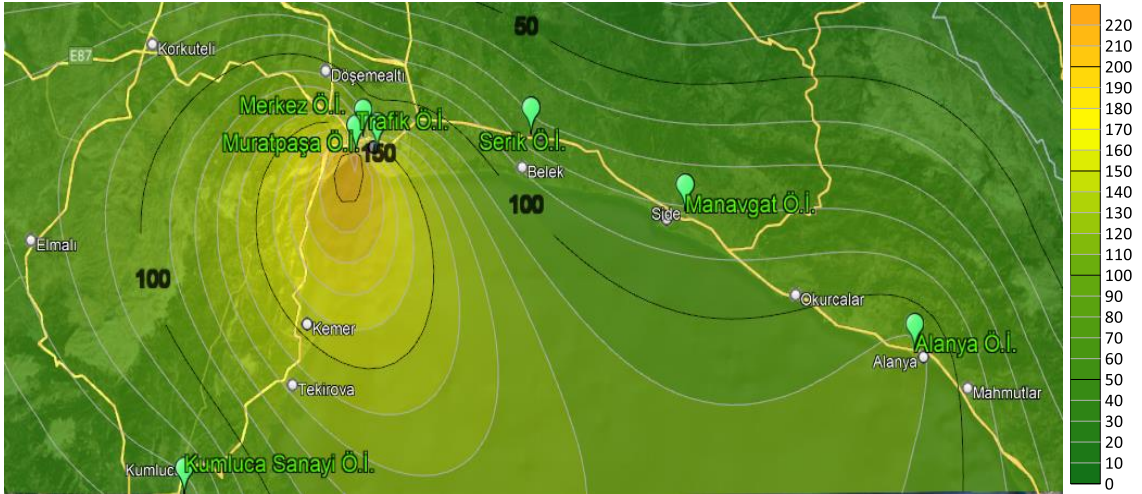 50
Korkuteli
E87
Döşemealtı
Merkez Ö.İ.
Trafik Ö.İ.
Muratpaşa Ö.İ.
150
Serik Ö.İ.
Belek
100
Manavgat Ö.İ.
Side
Elmalı
100
Okurcalar
Kemer
Alanya Ö.İ.
Alanya
Tekirova
Mahmutlar
Kumluc
Kumluca Sanayi Ö.İ.
220
210
200
190
180
170
160
150
140
130
120
110
100
90
80
70
60
50
40
30
20
10
0